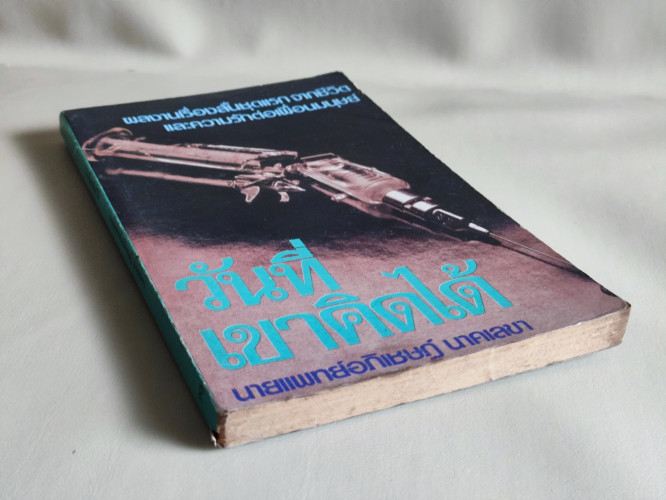 ผลงานเรื่องสั้นชุดแรก จากชีวิต
และความรักต่อเพื่อนมนุษย์
วันที่
เขาคิดได้
นายแพทย์อภิเชษฎ์ นาคเลขา